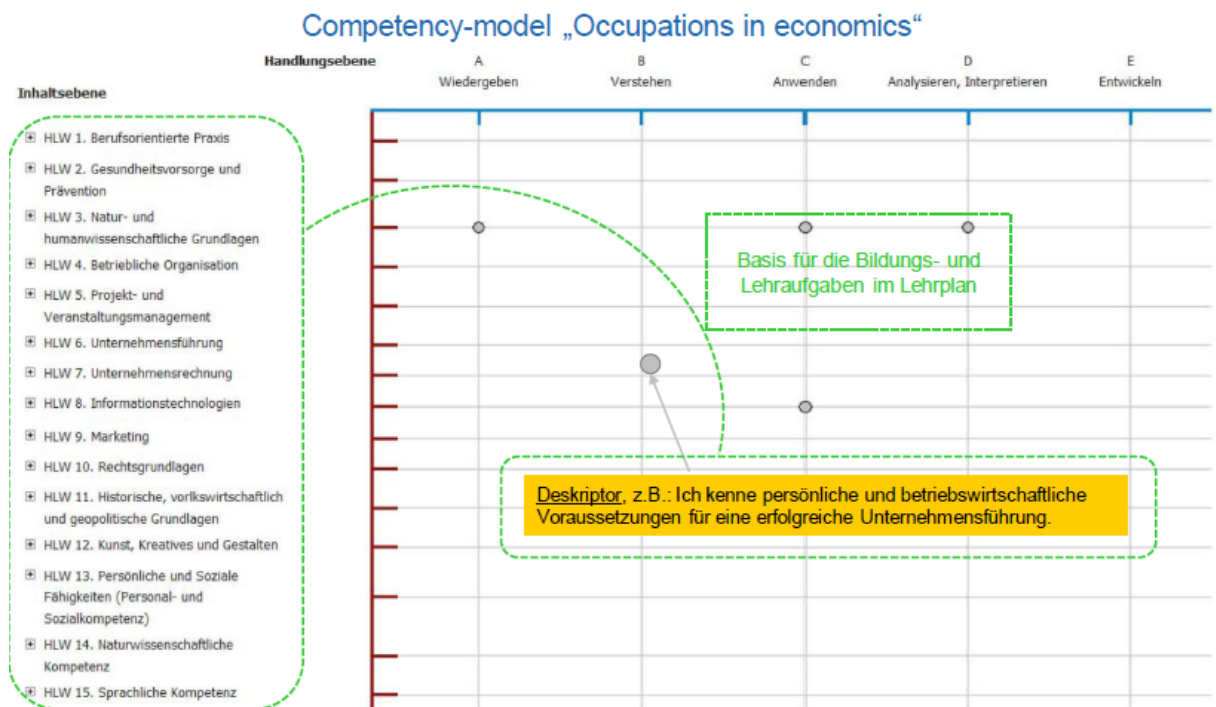 Competency-model „Occupations in economics“
Handlungsebene
A
B
C
D
E
Wiedergeben
Verstehen
Anwenden
Analysieren, Interpretieren
Entwickeln
Inhaltsebene
HLW 1. Berufsorientierte Praxis
HLW 2. Gesundheitsvorsorge und
Prävention
HLW 3. Natur- und
humanwissenschaftliche Grundlagen
HLW 4. Betriebliche Organisation
HLW 5. Projekt- und
Veranstaltungsmanagement
HLW 6. Unternehmensführung
HLW 7. Unternehmensrechnung
HLW 8. Informationstechnologien
HLW 9. Marketing
HLW 10. Rechtsgrundlagen
HLW 11. Historische, vorlkswirtschaftlich
und geopolitische Grundlagen
HLW 12. Kunst, Kreatives und Gestalten
HLW 13. Persönliche und Soziale
Fähigkeiten (Personal- und
Sozialkompetenz)
HLW 14. Naturwissenschaftliche
Kompetenz
HLW 15. Sprachliche Kompetenz
Basis für die Bildungs- und
Lehraufgaben im Lehrplan
Deskriptor, z.B.: Ich kenne persönliche und betriebswirtschaftliche
Voraussetzungen für eine erfolgreiche Unternehmensführung.